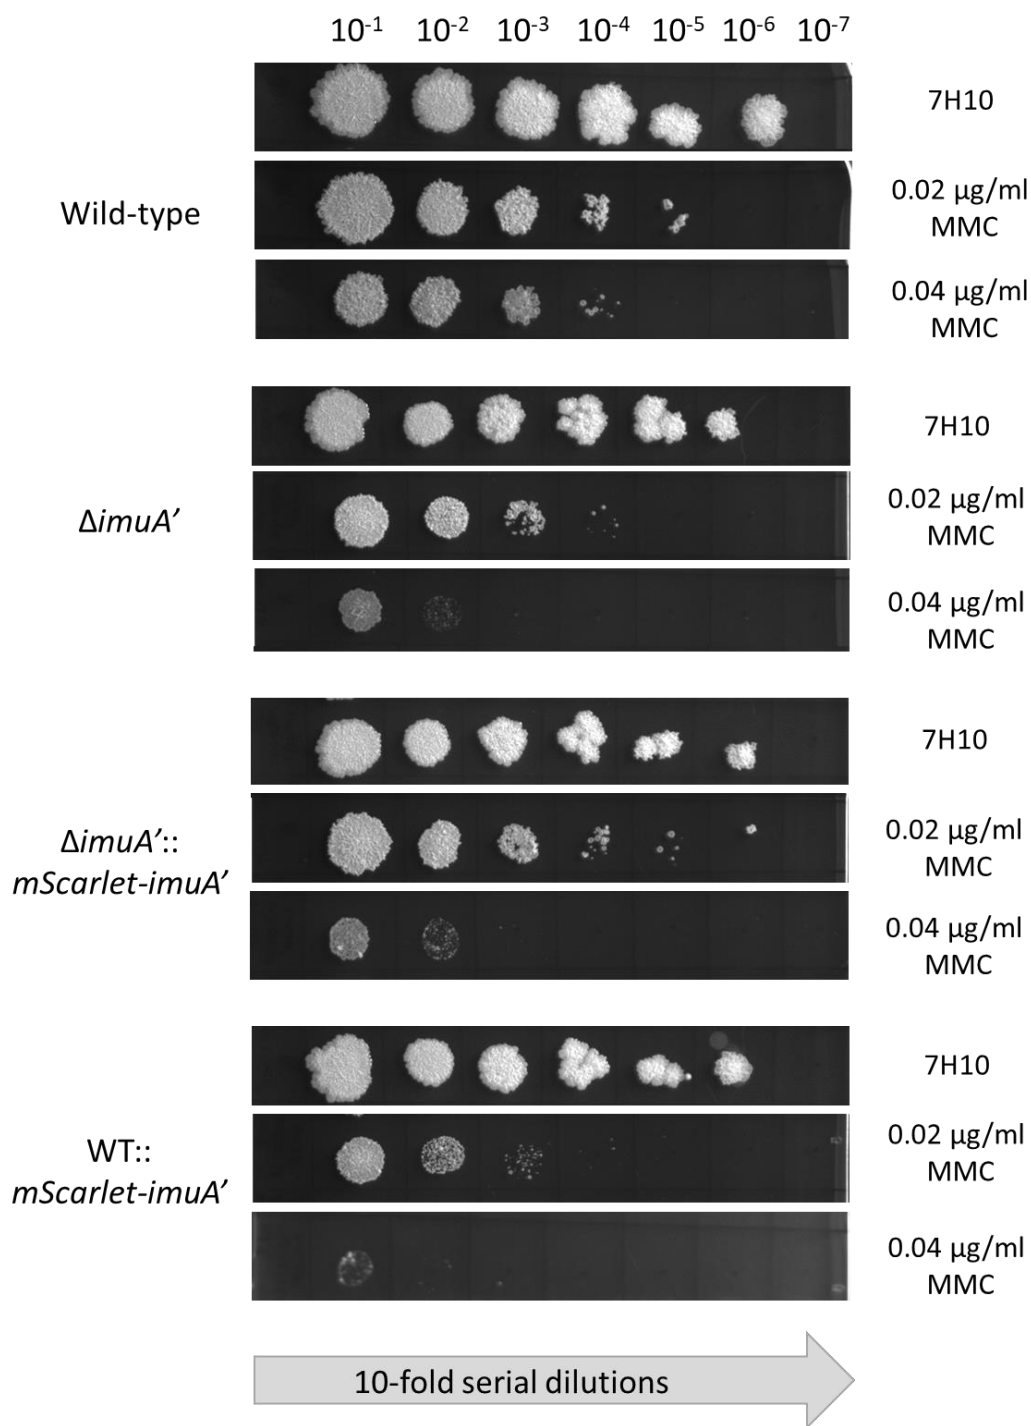 10⁻¹ 10⁻² 10⁻³ 10⁻⁴ 10⁻⁵ 10⁻⁶ 10⁻⁷
7H10
Wild-type
0.02 µg/ml
MMC
0.04 µg/ml
MMC
7H10
ΔimuA’
0.02 µg/ml
MMC
0.04 µg/ml
MMC
7H10
ΔimuA’::
mScarlet-imuA’
0.02 µg/ml
MMC
0.04 µg/ml
MMC
7H10
WT::
mScarlet-imuA’
0.02 µg/ml
MMC
0.04 µg/ml
MMC
10-fold serial dilutions